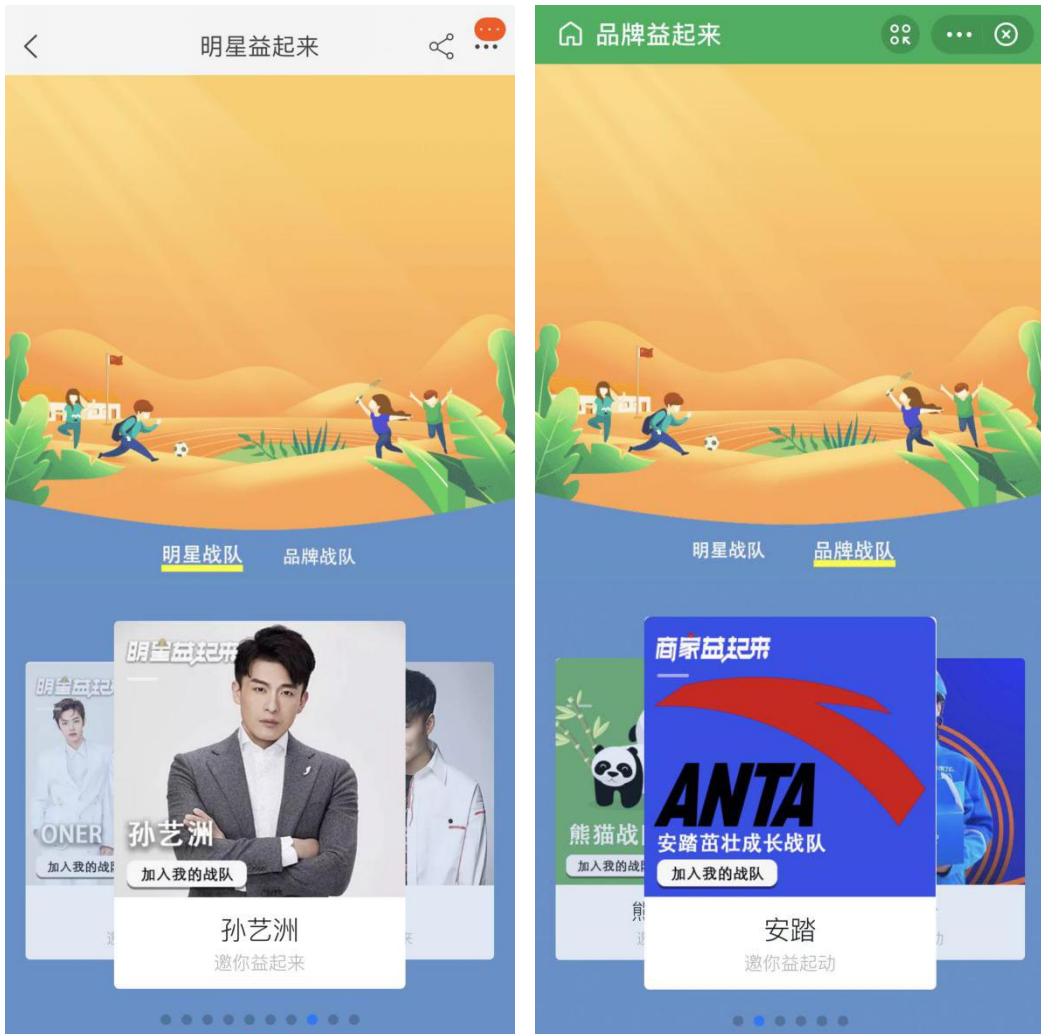 明星益起来
明星战队
品牌战队
明星益起来
ONER
加入我的战队
明星益起来
孙艺洲
加入我的战队
孙艺洲
邀你益起来
来
品牌益起来
明星战队
品牌战队
熊猫战
加入我的战队
熊
商家益起来
ANTA
安踏茁壮成长战队
加入我的战队
安踏
邀你益起动
动